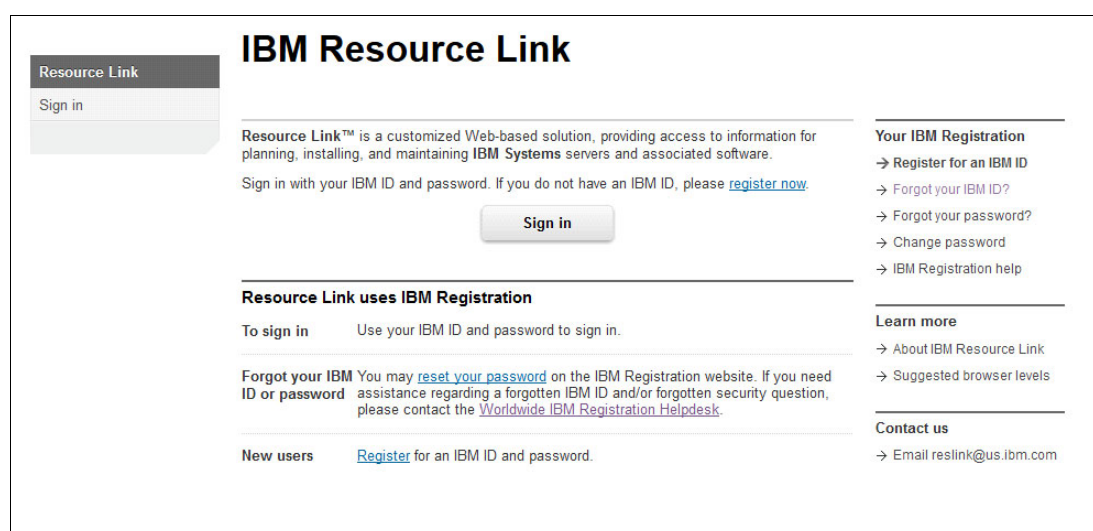 IBM Resource Link
Resource Link
Sign in
Resource Link™ is a customized Web-based solution, providing access to information for
planning, installing, and maintaining IBM Systems servers and associated software.
Sign in with your IBM ID and password. If you do not have an IBM ID, please register now.
Sign in
Resource Link uses IBM Registration
To sign in Use your IBM ID and password to sign in.
Forgot your IBM You may reset your password on the IBM Registration website. If you need
ID or password assistance regarding a forgotten IBM ID and/or forgotten security question,
please contact the Worldwide IBM Registration Helpdesk.
New users Register for an IBM ID and password.
Your IBM Registration
→ Register for an IBM ID
→ Forgot your IBM ID?
→ Forgot your password?
→ Change password
→ IBM Registration help
Learn more
→ About IBM Resource Link
→ Suggested browser levels
Contact us
→ Email reslink@us.ibm.com